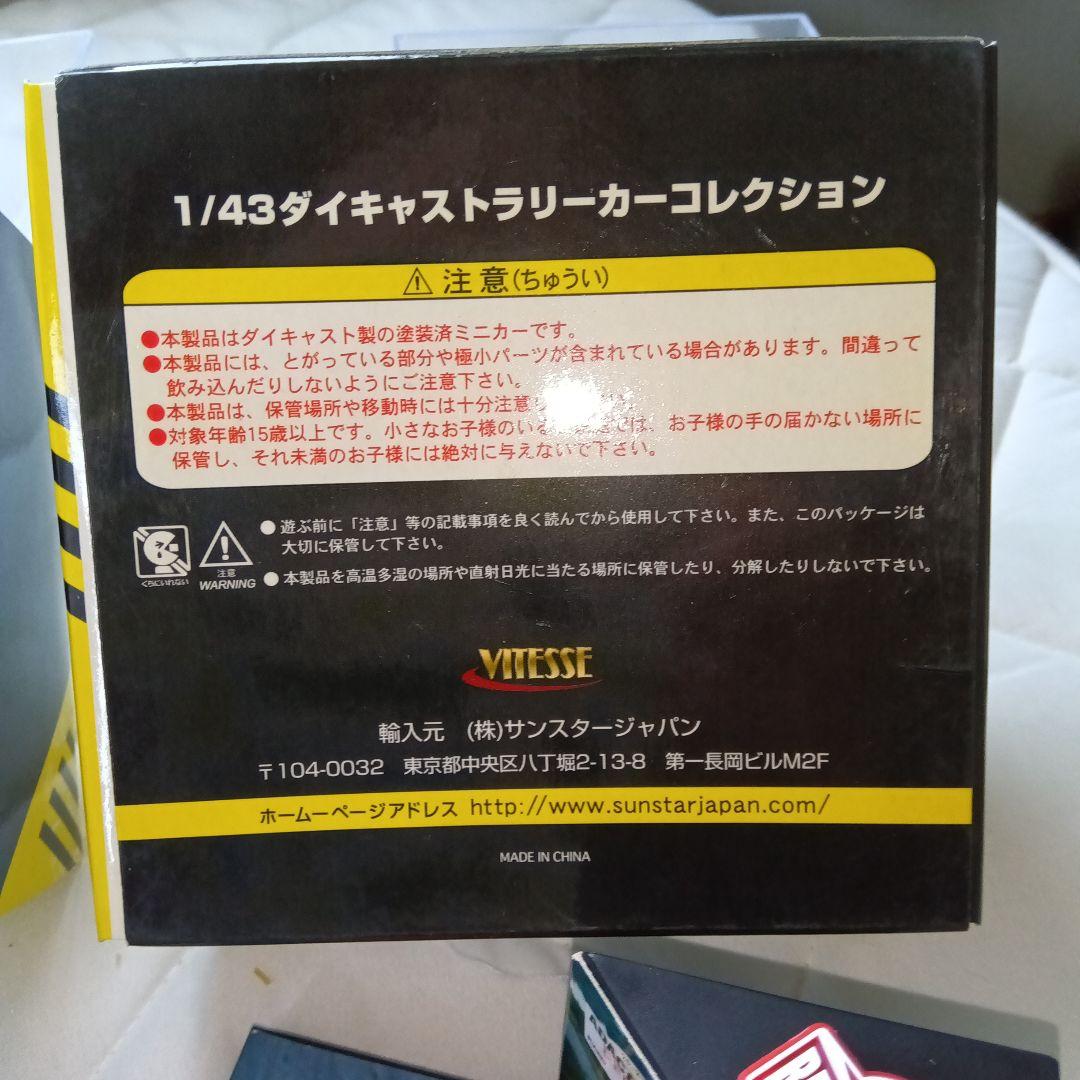 1/43ダイキャストラリーカーコレクション
注意(ちゅうい)
●本製品はダイキャスト製の塗装済ミニカーです。
●本製品には、とがっている部分や極小パーツが含まれている場合があります。間違って
飲み込んだりしないようにご注意下さい。
●本製品は、保管場所や移動時には十分注意し
●対象年齢15歳以上です。小さなお子様のいる では、お子様の手の届かない場所に
保管し、それ未満のお子様には絶対に与えないで下さい。
●遊ぶ前に「注意」等の記載事項を良く読んでから使用して下さい。また、このパッケージは
大切に保管して下さい。
くちにいれない
注意
WARNING
●本製品を高温多湿の場所や直射日光に当たる場所に保管したり、分解したりしないで下さい。
VITESSE
輸入元 (株)サンスタージャパン
〒104-0032 東京都中央区八丁堀2-13-8 第一長岡ビルM2F
ホームーページアドレス http://www.sunstarjapan.com/
MADE IN CHINA